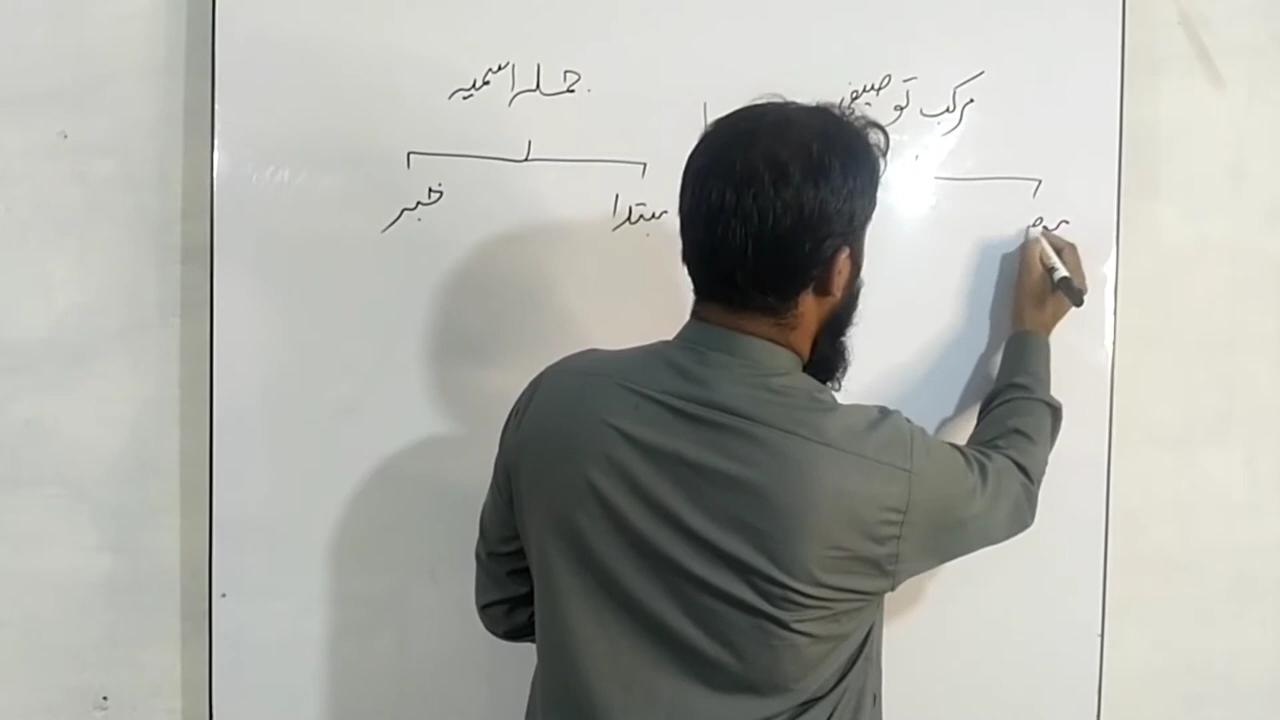 مرکب توصیفی
جملہ اسمیہ
مبتدا
خبر